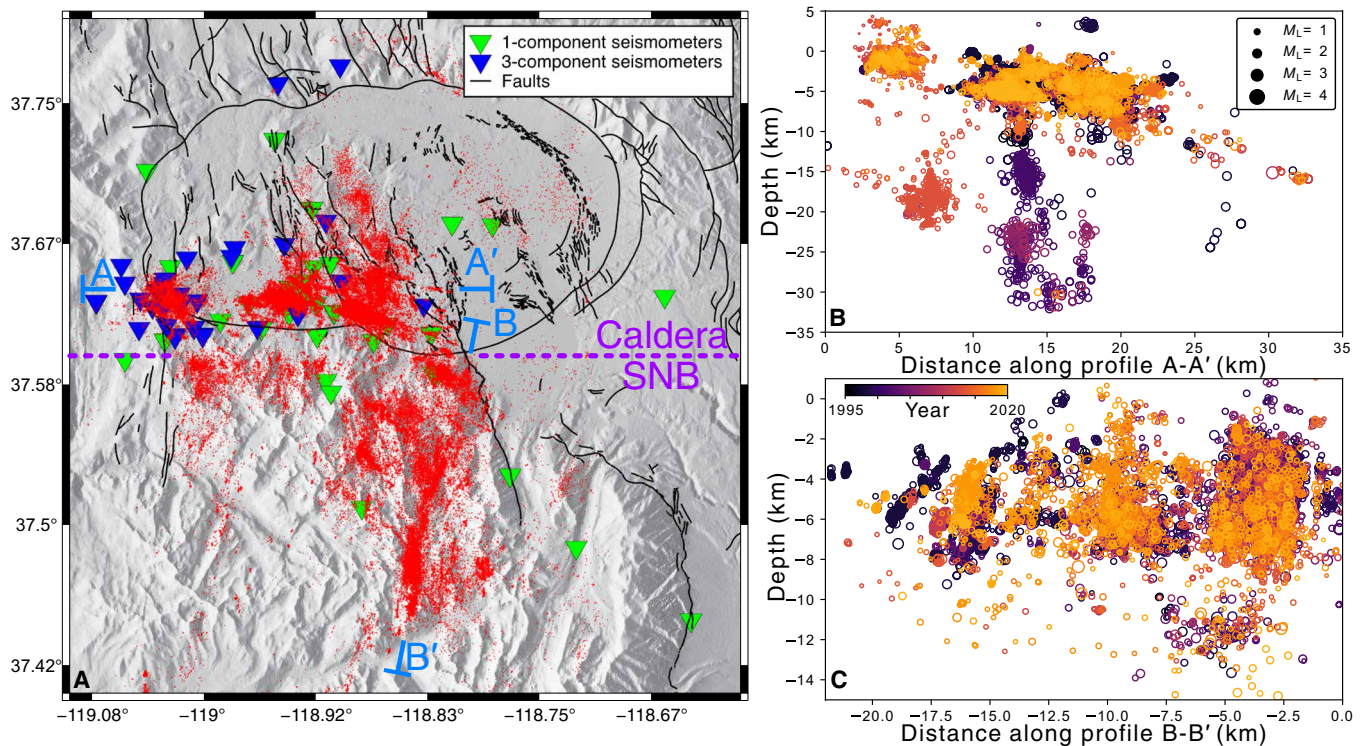 1-component seismometers
3-component seismometers
Faults
37.75°
37.67°
37.58°
37.5°
37.42°
A
A′
B
Caldera
SNB
B′
A
−119.08
−119
−118.92
−118.83
−118.75
−118.67
5
0
−5
−10
−15
−20
−25
−30
−35
Depth (km)
M_L = 1
M_L = 2
M_L = 3
M_L = 4
B
0
5
10
15
20
25
30
35
Distance along profile A-A′ (km)
1995
Year
2020
0
−2
−4
−6
−8
−10
−12
−14
Depth (km)
C
−20.0
−17.5
−15.0
−12.5
−10.0
−7.5
−5.0
−2.5
0.0
Distance along profile B-B′ (km)